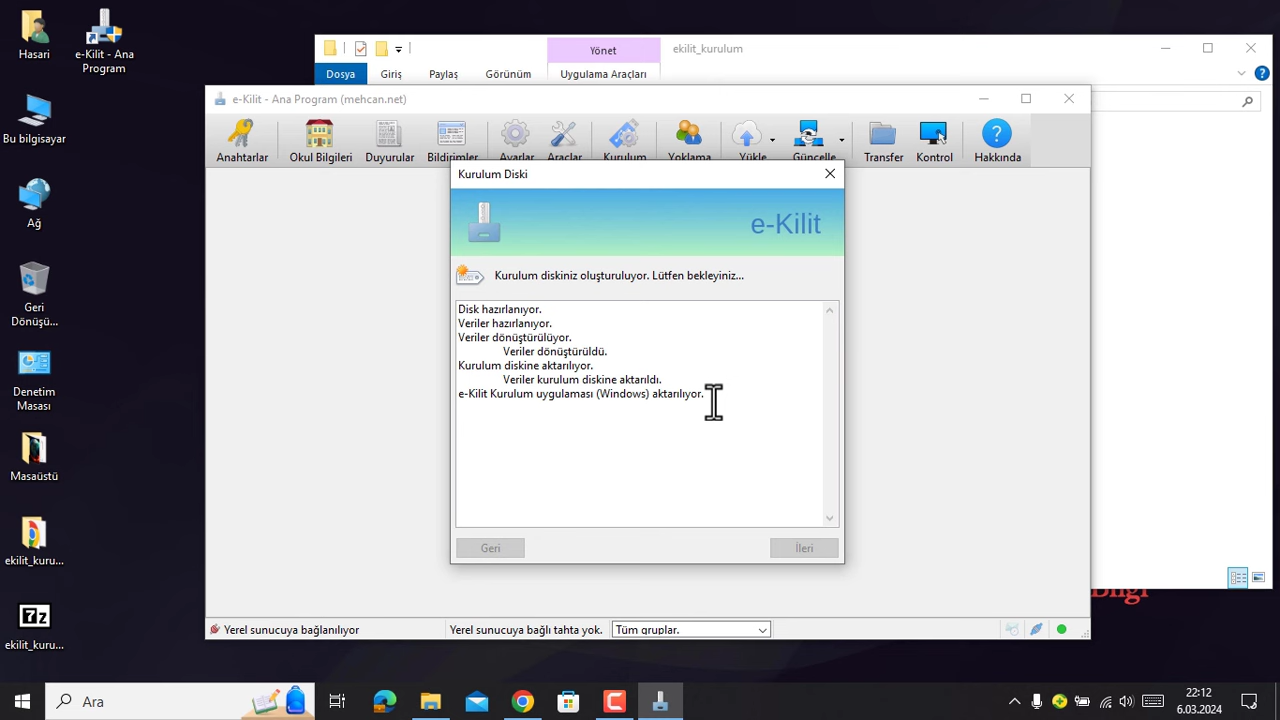 Hasari
e-Kilit - Ana
Program
Bu bilgisayar
Ağ
Geri
Dönüşü...
Denetim
Masası
Masaüstü
ekilit_kuru...
7z
ekilit_kuru...
Yönet
ekilit_kurulum
Dosya
Giriş
Paylaş
Görünüm
Uygulama Araçları
e-Kilit - Ana Program (mehcan.net)
Anahtarlar
Okul Bilgileri
Duyurular
Bildirimler
Ayarlar
Araçlar
Kurulum
Yoklama
Yükle
Güncelle
Transfer
Kontrol
Hakkında
Kurulum Diski
e-Kilit
Kurulum diskiniz oluşturuluyor. Lütfen bekleyiniz...
Disk hazırlanıyor.
Veriler hazırlanıyor.
Veriler dönüştürülüyor.
Veriler dönüştürüldü.
Kurulum diskine aktarılıyor.
Veriler kurulum diskine aktarıldı.
e-Kilit Kurulum uygulaması (Windows) aktarılıyor.
Geri
İleri
Bilgi
Yerel sunucuya bağlanılıyor
Yerel sunucuya bağlı tahta yok.
Tüm gruplar.
Ara
22:12
6.03.2024